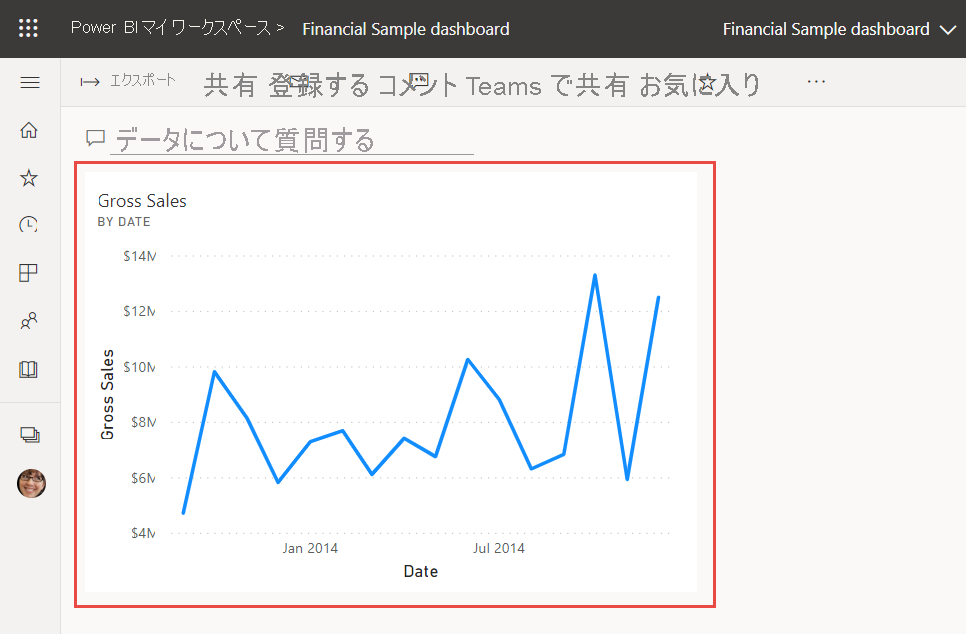 Power BI マイ ワークスペース > Financial Sample dashboard Financial Sample dashboard
エクスポート 共有 登録する コメント Teams で共有 お気に入り ...
データについて質問する
Gross Sales
BY DATE
$14M
$12M
$10M
$8M
$6M
$4M
Gross Sales
Jan 2014 Jul 2014
Date